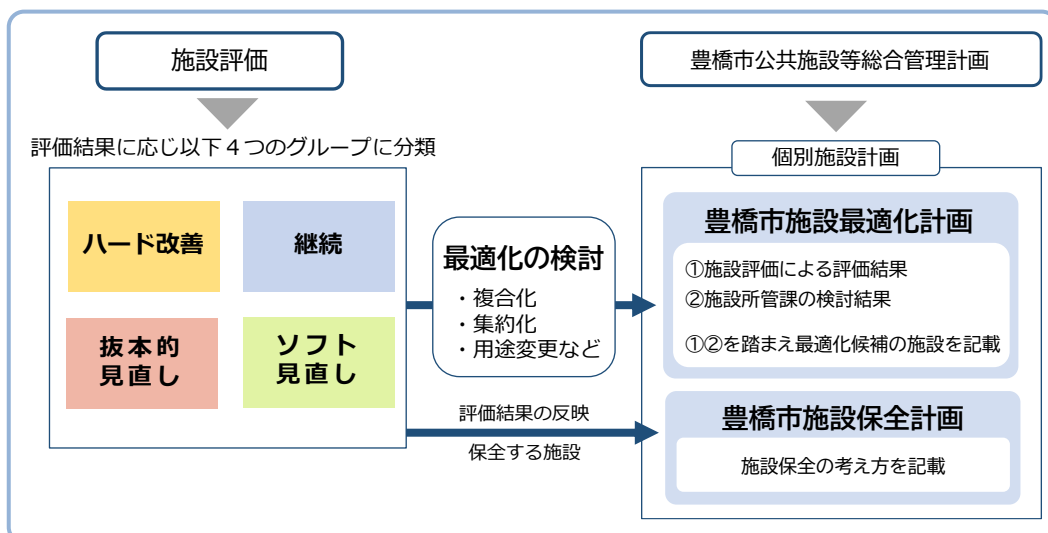 施設評価
評価結果に応じ以下４つのグループに分類
ハード改善
継続
抜本的
見直し
ソフト
見直し
最適化の検討
・複合化
・集約化
・用途変更など
評価結果の反映
保全する施設
豊橋市公共施設等総合管理計画
個別施設計画
豊橋市施設最適化計画
①施設評価による評価結果
②施設所管課の検討結果
①②を踏まえ最適化候補の施設を記載
豊橋市施設保全計画
施設保全の考え方を記載